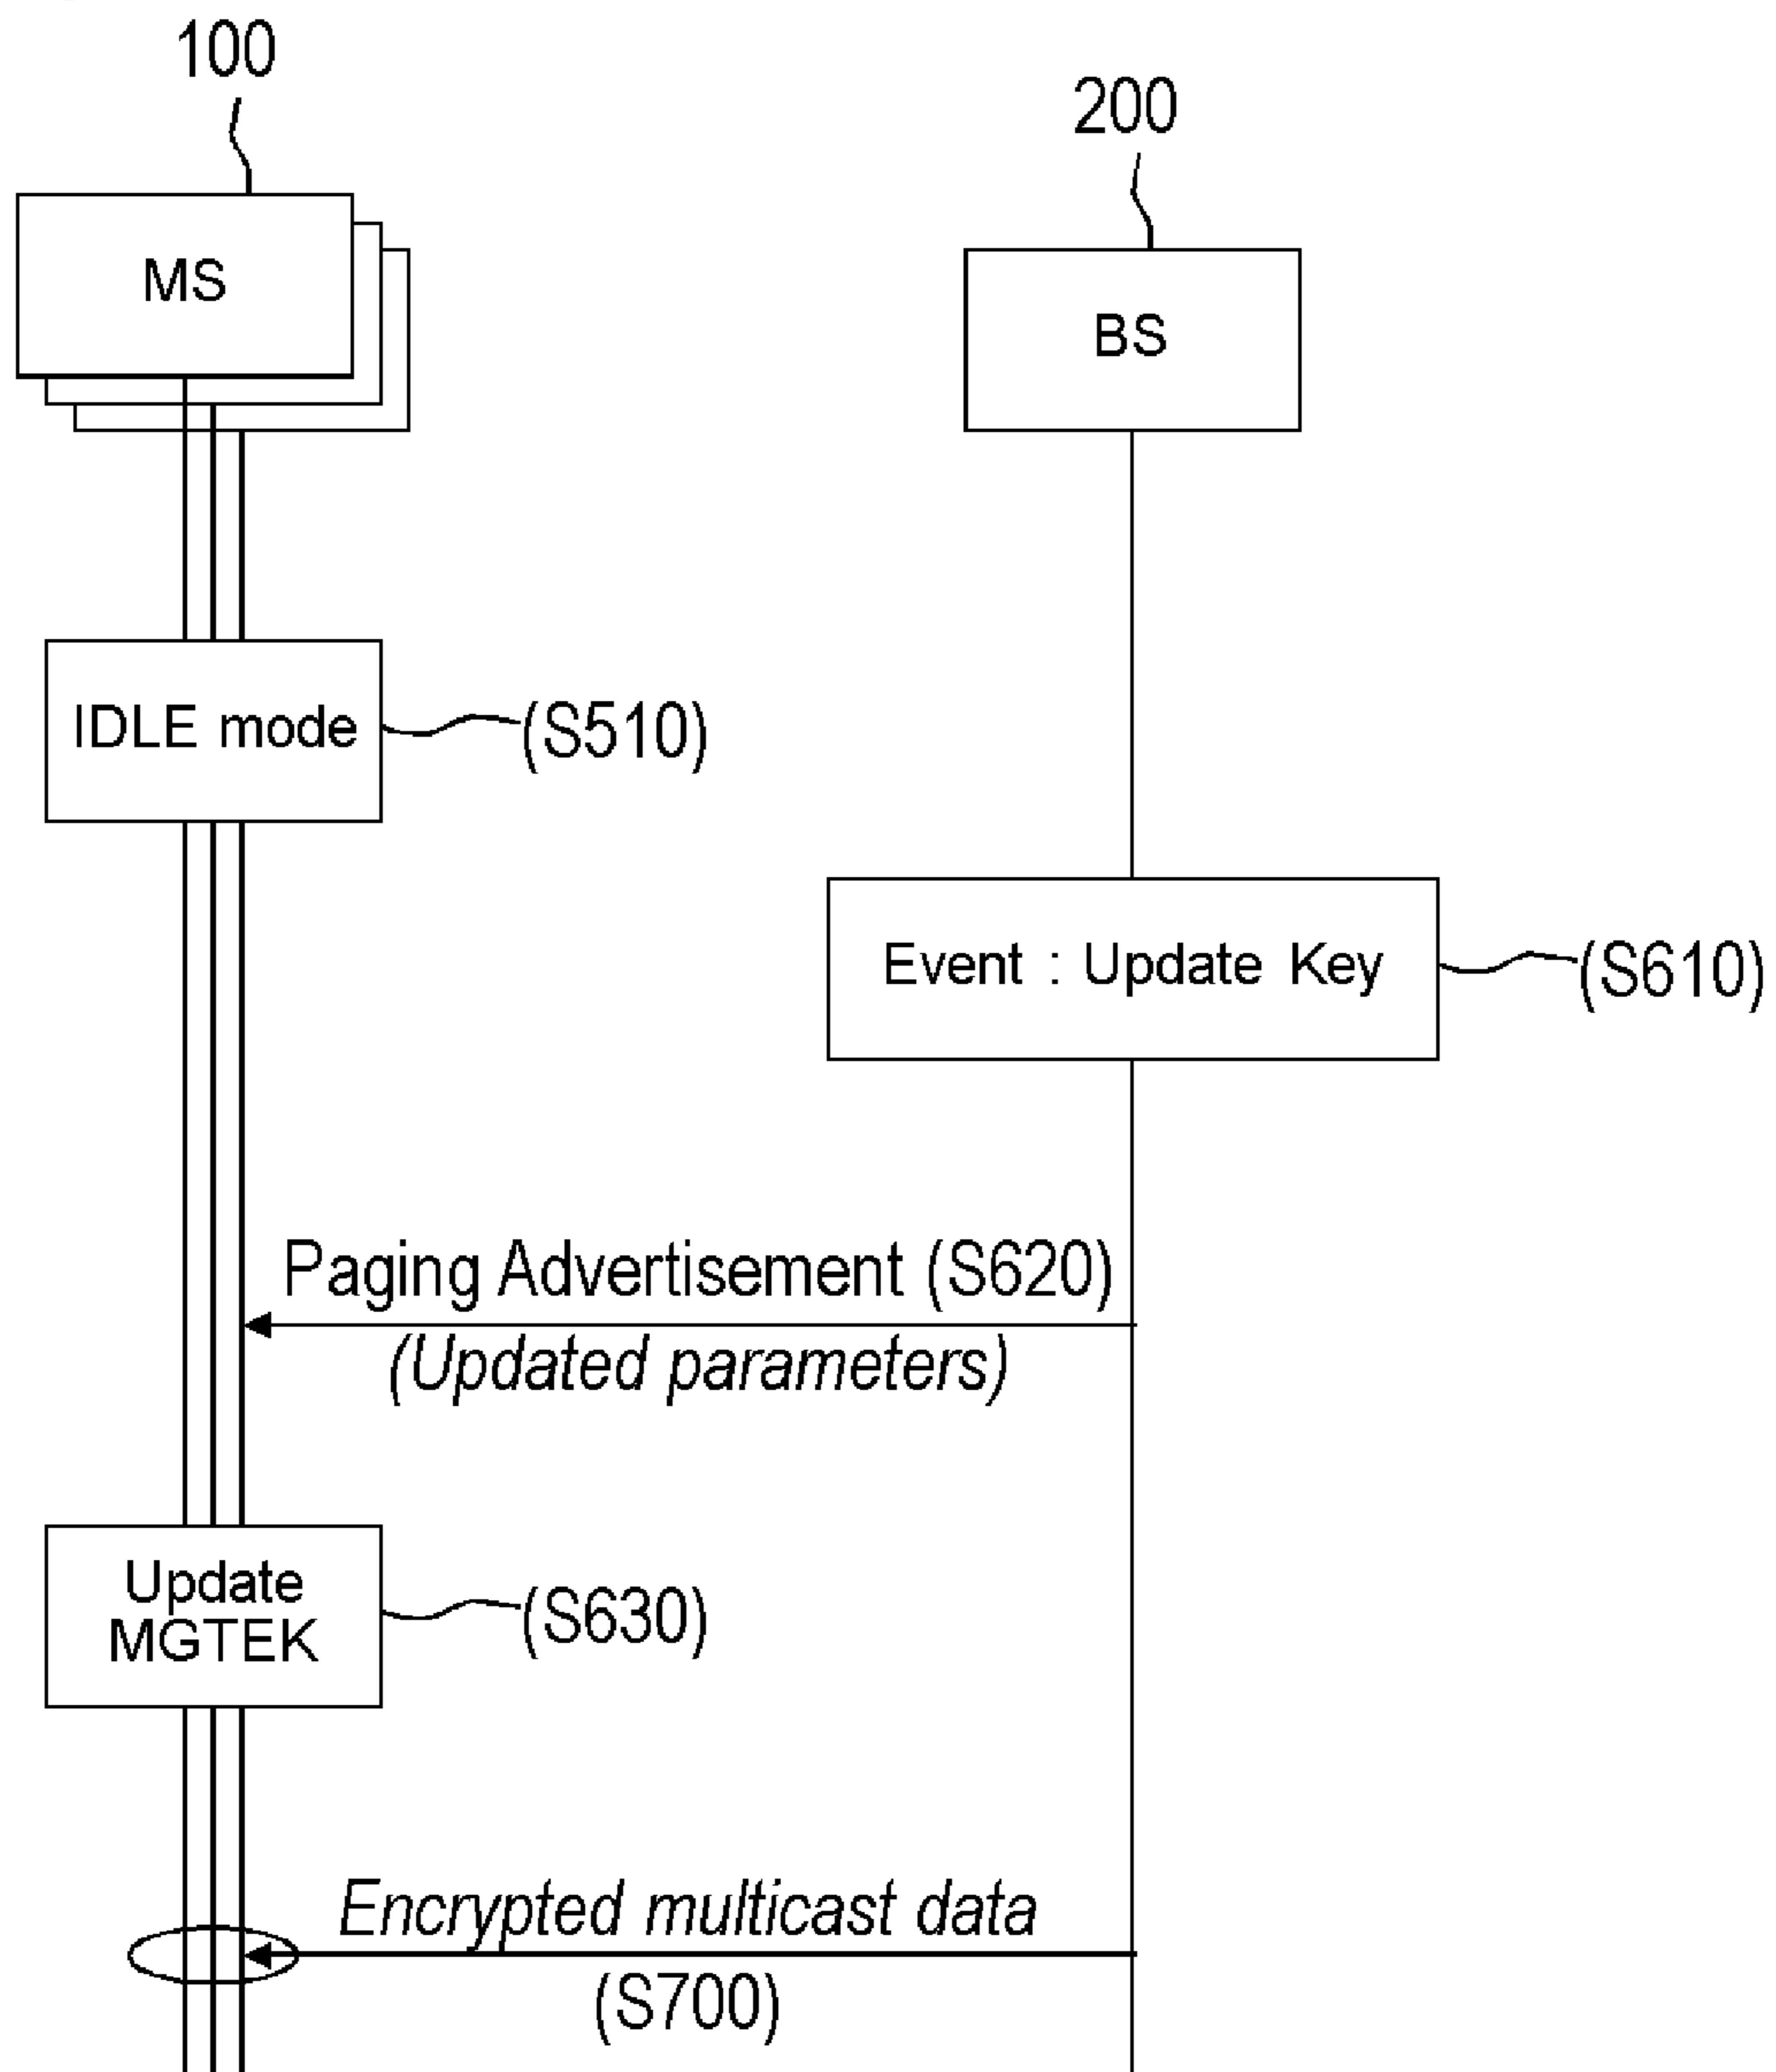 100
200
MS
BS
IDLE mode
(S510)
Event : Update Key
(S610)
Paging Advertisement (S620)
(Updated parameters)
Update
MGTEK
(S630)
Encrypted multicast data
(S700)